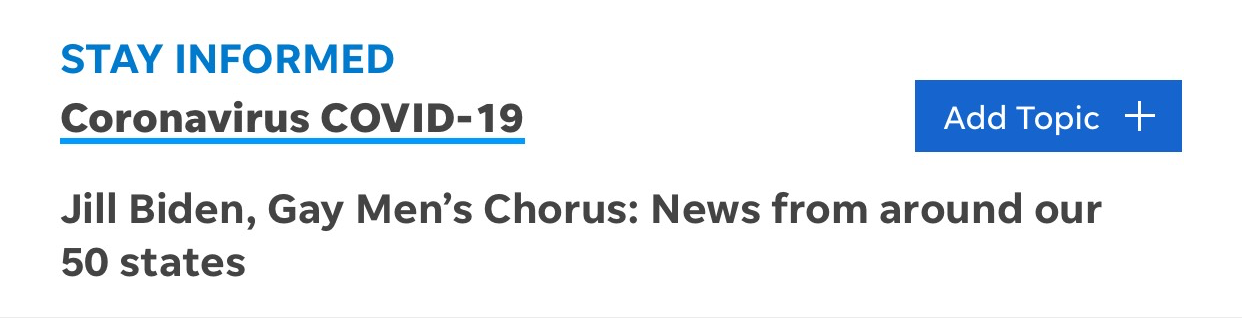 STAY INFORMED
Coronavirus COVID-19
Add Topic +
Jill Biden, Gay Men’s Chorus: News from around our
50 states